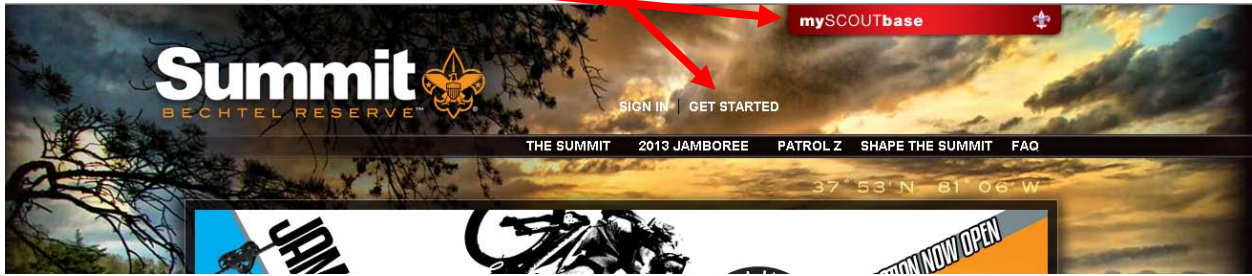 mySCOUTbase
Summit
BECHTEL RESERVE™
SIGN IN | GET STARTED
THE SUMMIT 2013 JAMBOREE PATROL Z SHAPE THE SUMMIT FAQ
37°53'N 81°06'W
NOW OPEN